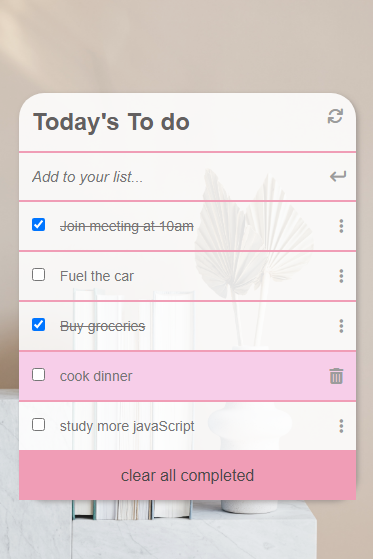 Today's To do
Add to your list...
Join meeting at 10am
Fuel the car
Buy groceries
cook dinner
study more javaScript
clear all completed